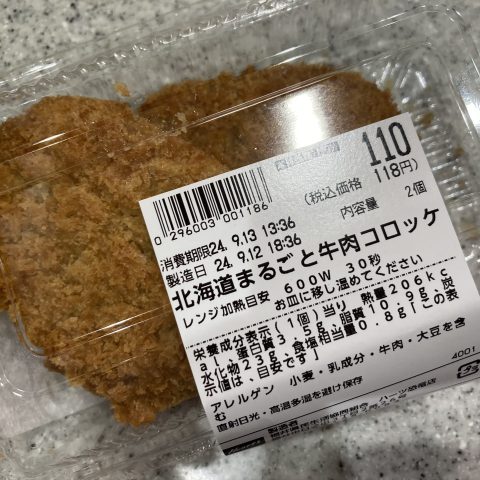 110
(税込価格 118円)
0 296003 001186
内容量 2個
消費期限24. 9.13 13:36
製造日 24. 9.12 18:36
北海道まるごと牛肉コロッケ
レンジ加熱目安 600W 30秒
お皿に移し温めてください
栄養成分表示(1個)当り 熱量206kc
al、蛋白質3.5g、脂質10.9g、炭
水化物23g、食塩相当量0.8g[この表
示値は、目安です]
アレルゲン 小麦・乳成分・牛肉・大豆を含
む
直射日光・高温多湿を避け保存
4001
製造者